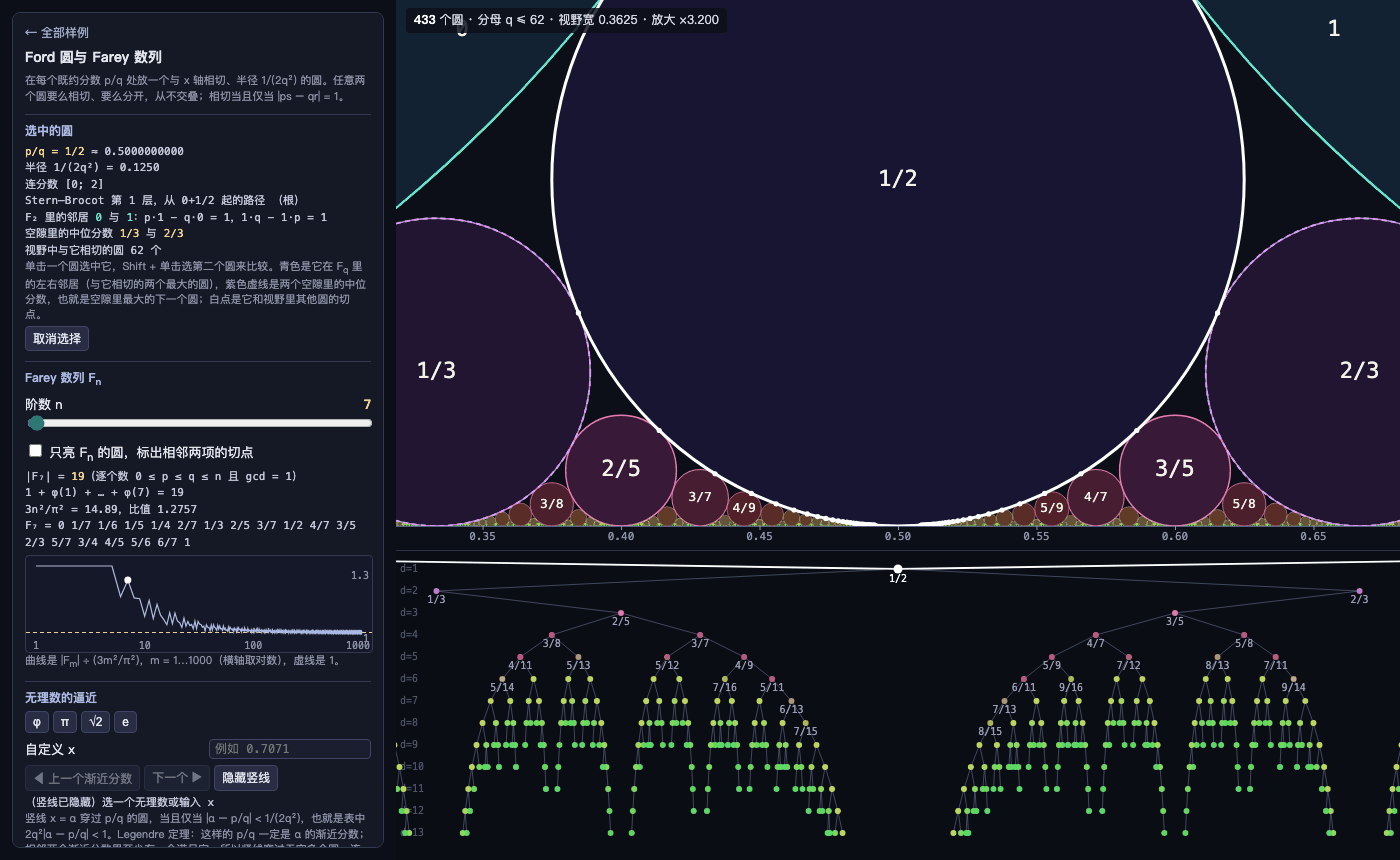 ← 全部样例
Ford 圆与 Farey 数列
在每个既约分数 p/q 处放一个与 x 轴相切、半径 1/(2q²) 的圆。任意两
个圆要么相切、要么分开，从不交叠；相切当且仅当 |ps − qr| = 1。
选中的圆
p/q = 1/2 ≈ 0.5000000000
半径 1/(2q²) = 0.1250
连分数 [0; 2]
Stern–Brocot 第 1 层，从 0+1/2 起的路径 （根）
F₂ 里的邻居 0 与 1：p·1 − q·0 = 1，1·q − 1·p = 1
空隙里的中位分数 1/3 与 2/3
视野中与它相切的圆 62 个
单击一个圆选中它，Shift + 单击选第二个圆来比较。青色是它在 Fq 里
的左右邻居（与它相切的两个最大的圆），紫色虚线是两个空隙里的中位
分数，也就是空隙里最大的下一个圆；白点是它和视野里其他圆的切
点。
取消选择
Farey 数列 Fn
阶数 n 7
只亮 Fn 的圆，标出相邻两项的切点
|F₇| = 19（逐个数 0 ≤ p ≤ q ≤ n 且 gcd = 1）
1 + φ(1) + … + φ(7) = 19
3n²/π² = 14.89，比值 1.2757
F₇ = 0 1/7 1/6 1/5 1/4 2/7 1/3 2/5 3/7 1/2 4/7 3/5
2/3 5/7 3/4 4/5 5/6 6/7 1
1.3
1
1 10 100 1000
曲线是 |Fm| ÷ (3m²/π²)，m = 1…1000（横轴取对数），虚线是 1。
无理数的逼近
φ π √2 e
自定义 x 例如 0.7071
◀ 上一个渐近分数 下一个 ▶ 隐藏竖线
（竖线已隐藏）选一个无理数或输入 x
竖线 x = α 穿过 p/q 的圆，当且仅当 |α − p/q| < 1/(2q²)，也就是表中
2q²|α − p/q| < 1。Legendre 定理：这样的 p/q 一定是 α 的渐近分数；
433 个圆 · 分母 q ≤ 62 · 视野宽 0.3625 · 放大 ×3.200
0 1
1/2
1/3 2/3
2/5 3/5
3/8 3/7 4/9 5/9 4/7 5/8
0.35 0.40 0.45 0.50 0.55 0.60 0.65
d=1
1/2
d=2
1/3 2/3
d=3
2/5 3/5
d=4
3/8 3/7 4/7 5/8
d=5
4/11 5/13 5/12 4/9 5/9 7/12 8/13 7/11
d=6
5/14 7/16 5/11 6/11 9/16 9/14
d=7
6/13 7/13
d=8
7/15 8/15
d=9
d=10
d=11
d=12
d=13